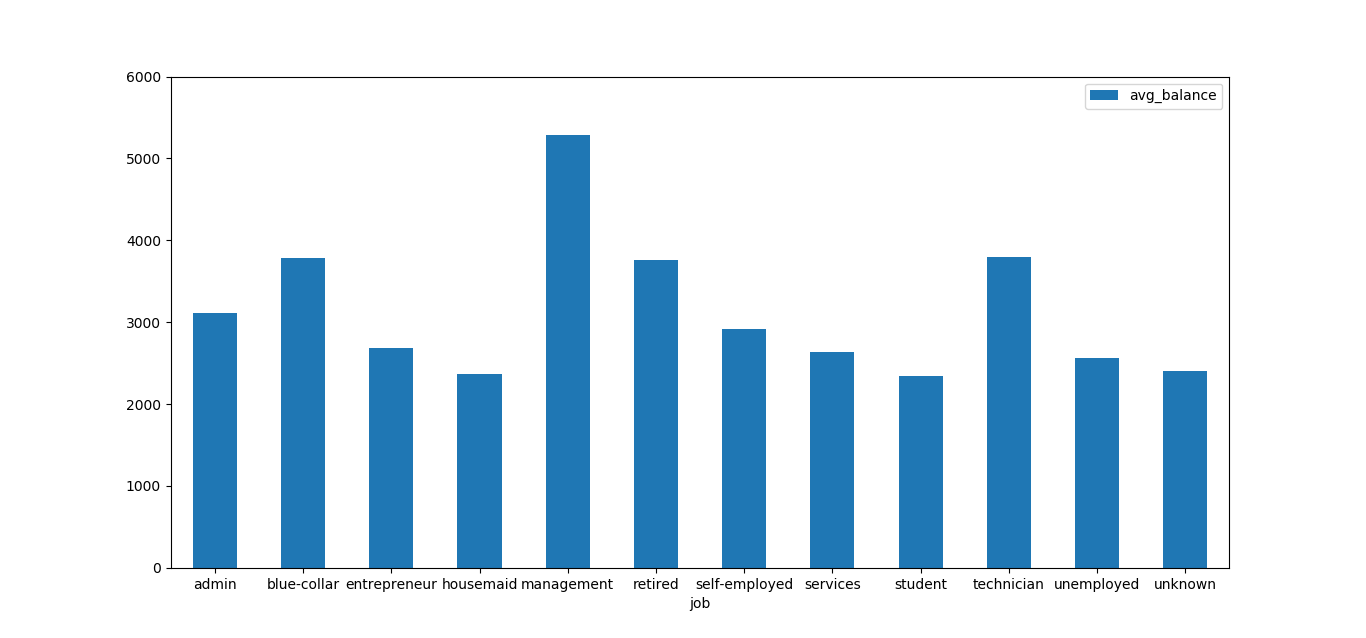 6000
avg_balance
5000
4000
3000
2000
1000
0
admin blue-collar entrepreneur housemaid management retired self-employed services student technician unemployed unknown
job